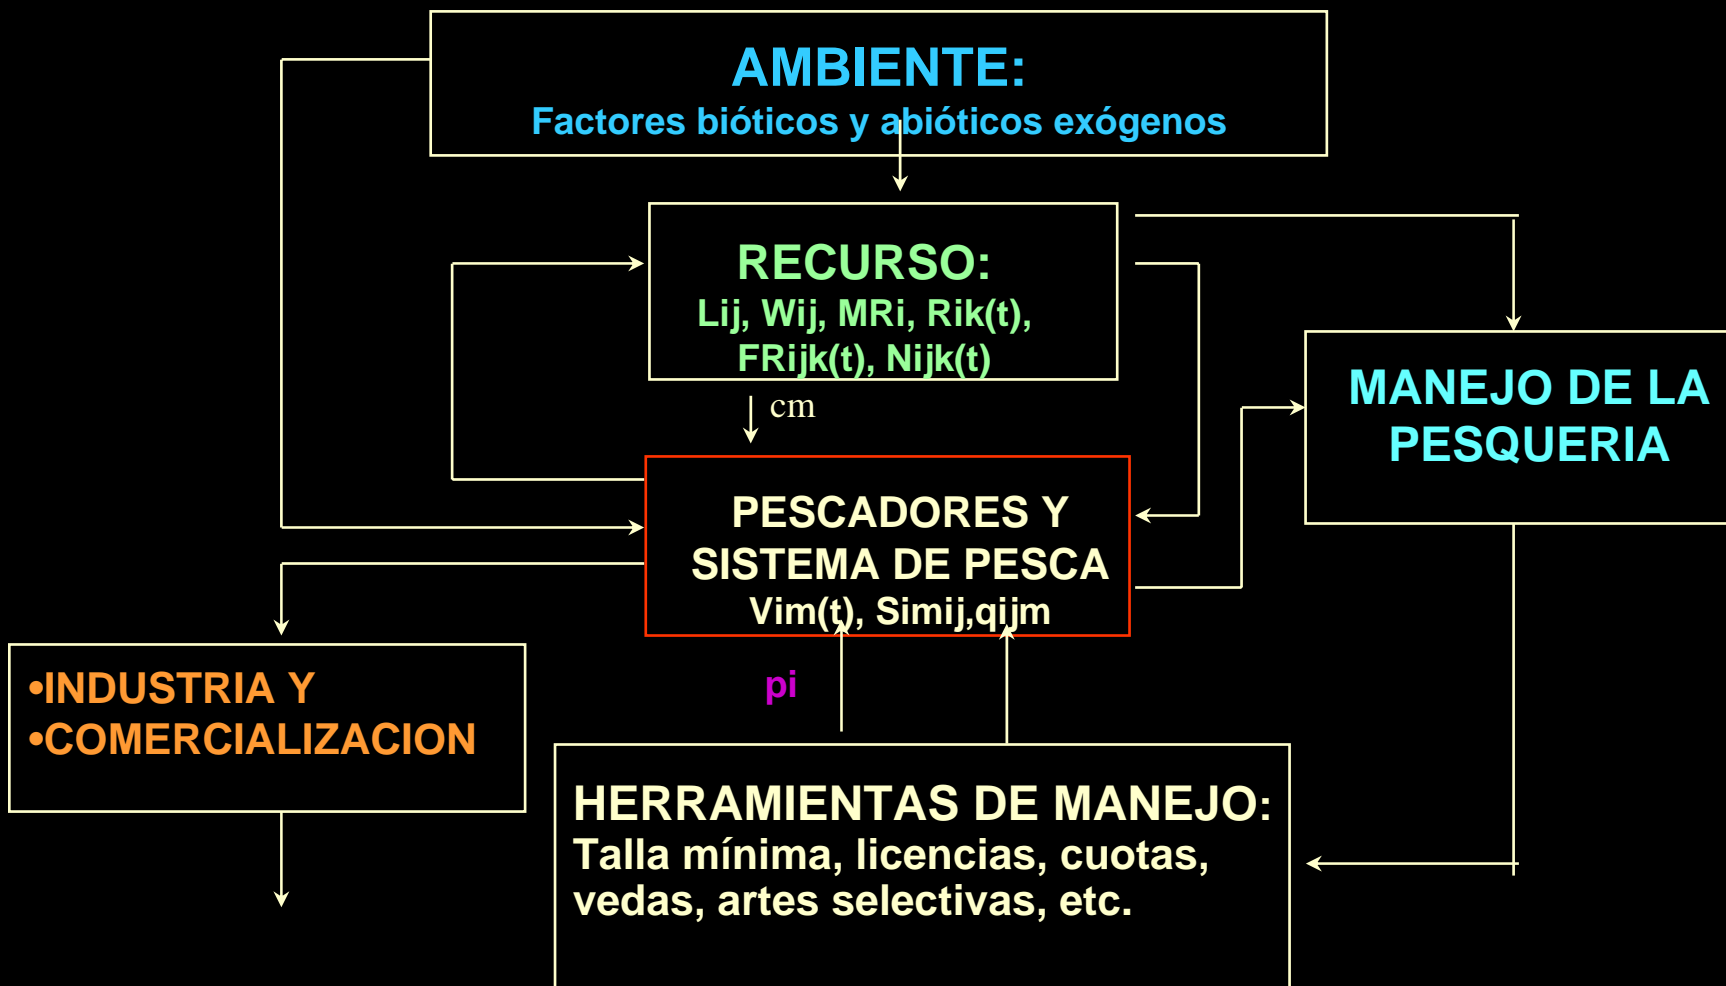 AMBIENTE:
Factores bióticos y abióticos exógenos
RECURSO:
Lij, Wij, MRi, Rik(t),
FRijk(t), Nijk(t)
cm
MANEJO DE LA
PESQUERIA
PESCADORES Y
SISTEMA DE PESCA
Vim(t), Simij,qijm
•INDUSTRIA Y
•COMERCIALIZACION
pi
HERRAMIENTAS DE MANEJO:
Talla mínima, licencias, cuotas,
vedas, artes selectivas, etc.